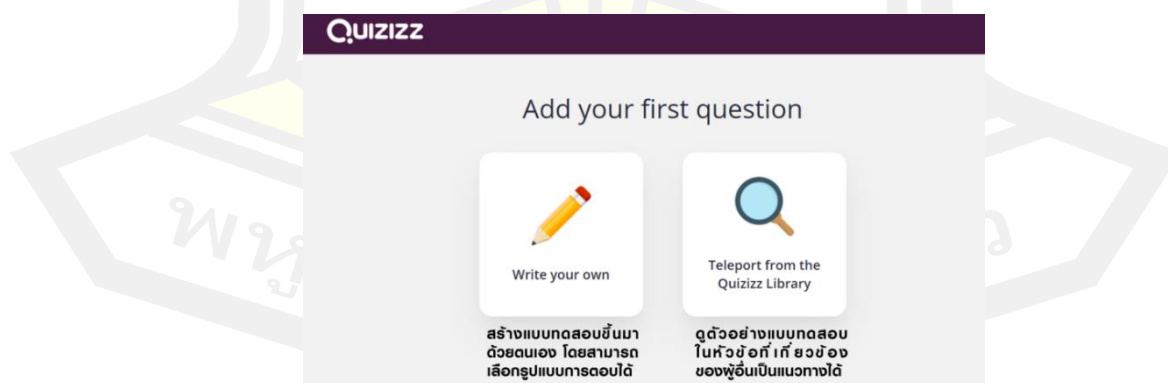 Quizizz
Add your first question
Write your own
Teleport from the
Quizizz Library
สร้างแบบทดสอบขึ้นมา
ด้วยตนเอง โดยสามารถ
เลือกรูปแบบการตอบได้
ดูตัวอย่างแบบทดสอบ
ในหัวข้อที่เกี่ยวข้อง
ของผู้อื่นเป็นแนวทางได้